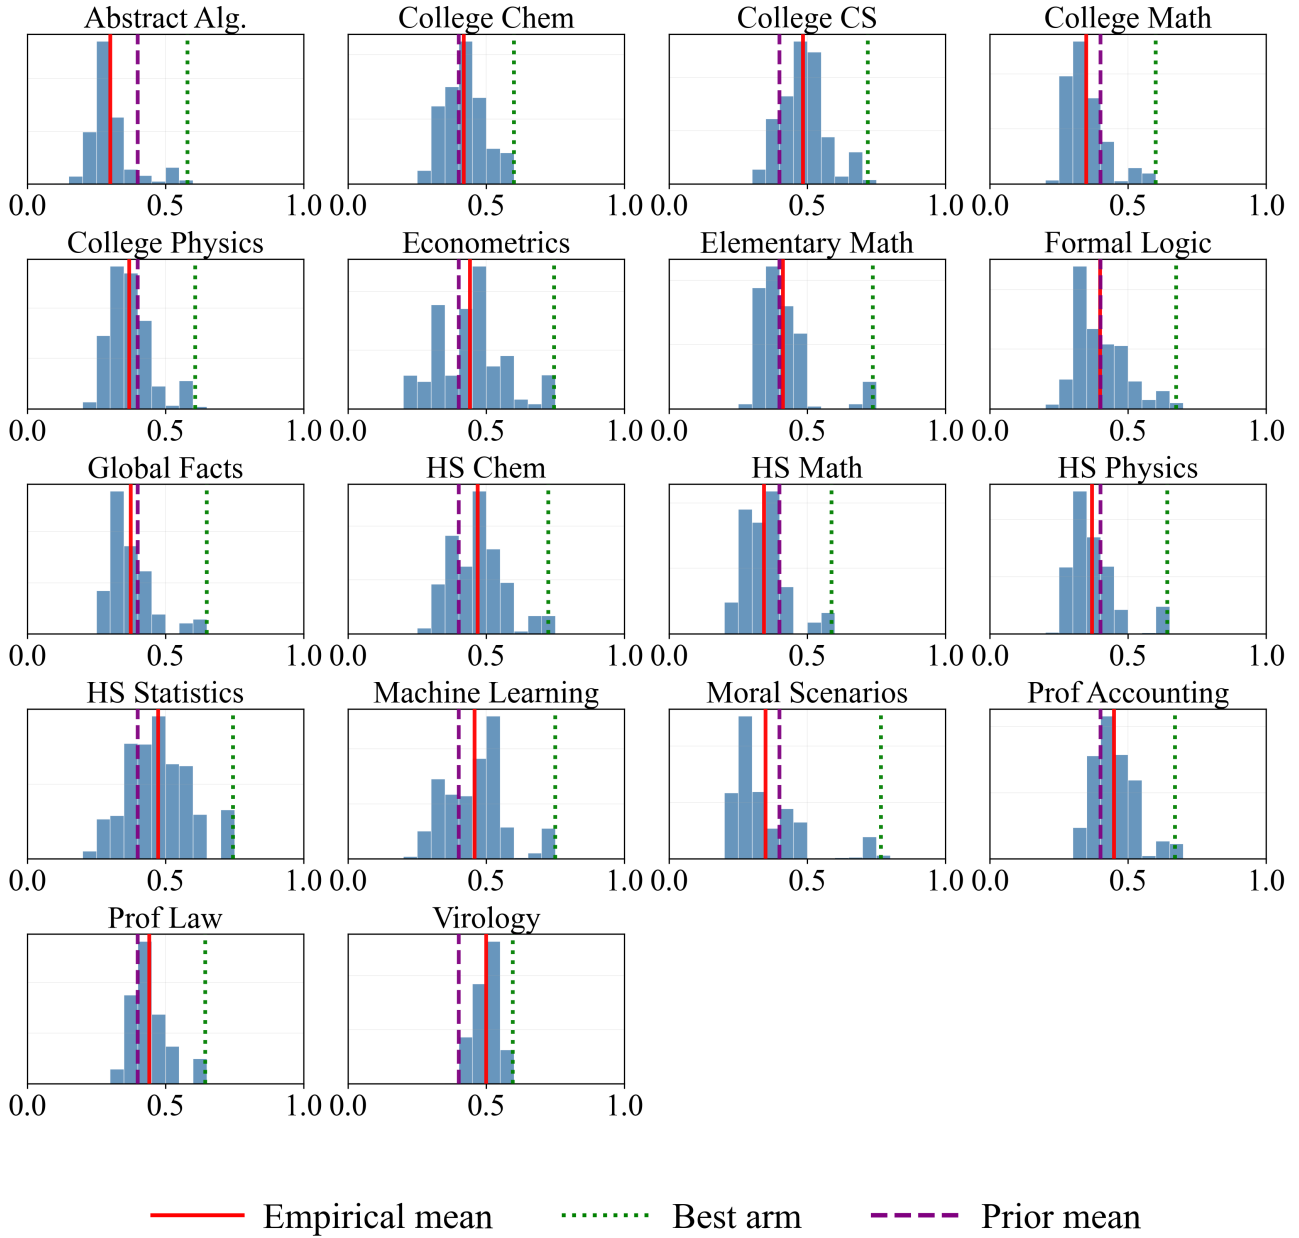 Abstract Alg. College Chem College CS College Math
0.0 0.5 1.0 0.0 0.5 1.0 0.0 0.5 1.0 0.0 0.5 1.0
College Physics Econometrics Elementary Math Formal Logic
0.0 0.5 1.0 0.0 0.5 1.0 0.0 0.5 1.0 0.0 0.5 1.0
Global Facts HS Chem HS Math HS Physics
0.0 0.5 1.0 0.0 0.5 1.0 0.0 0.5 1.0 0.0 0.5 1.0
HS Statistics Machine Learning Moral Scenarios Prof Accounting
0.0 0.5 1.0 0.0 0.5 1.0 0.0 0.5 1.0 0.0 0.5 1.0
Prof Law Virology
0.0 0.5 1.0 0.0 0.5 1.0
Empirical mean Best arm Prior mean